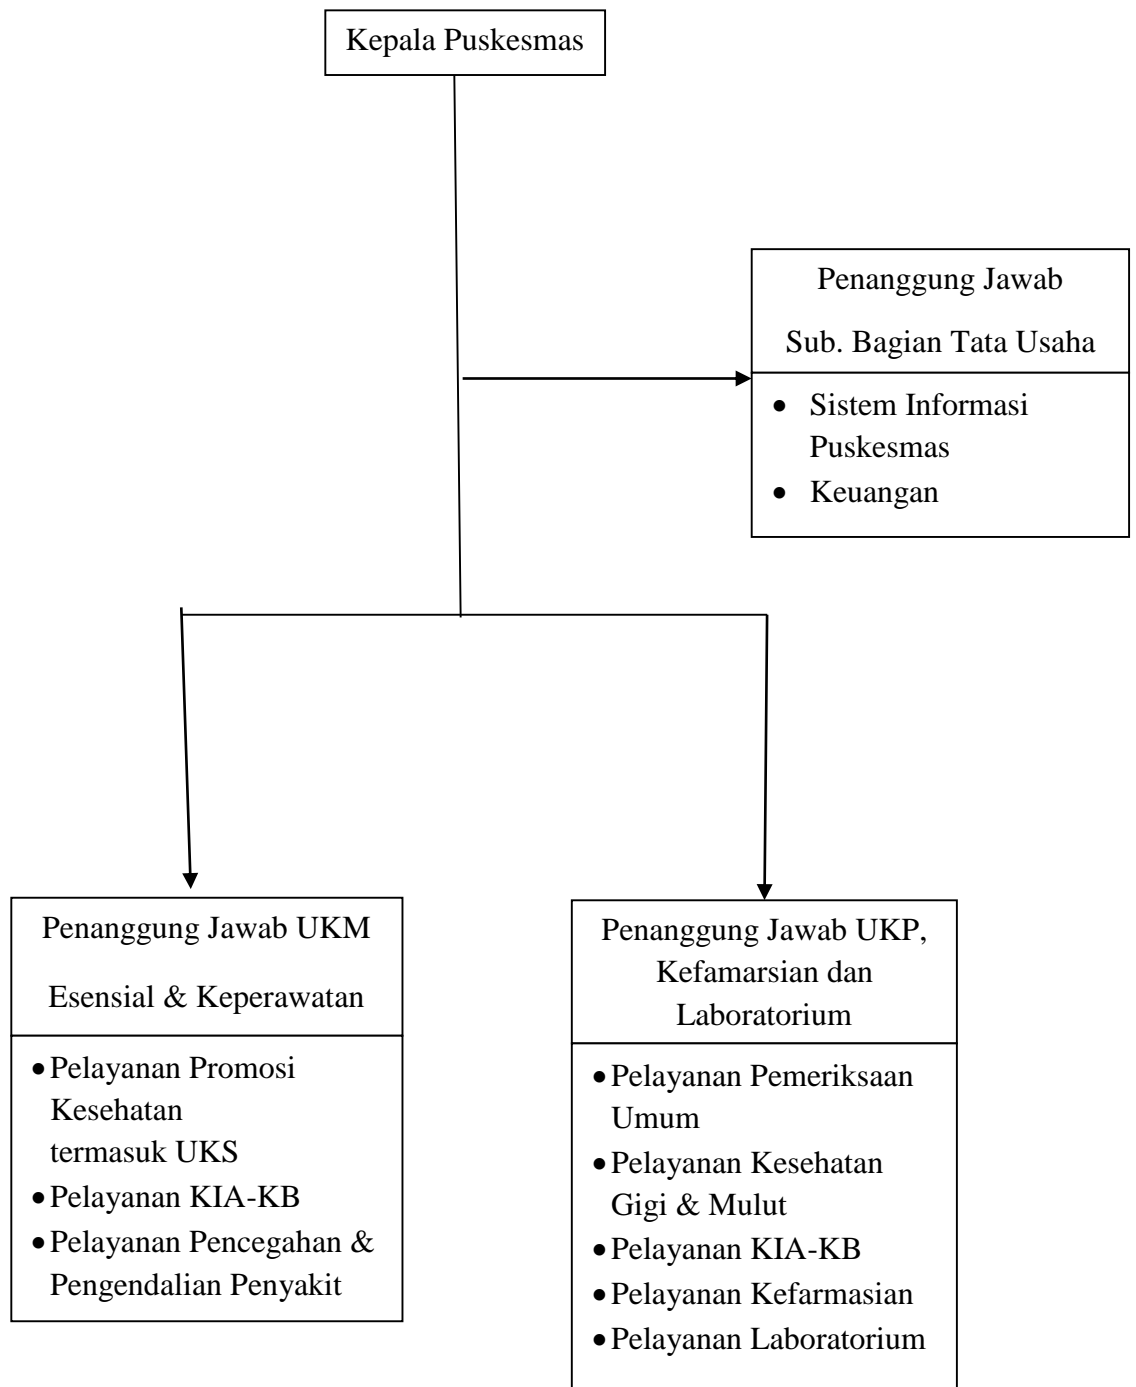 Kepala Puskesmas
Penanggung Jawab
Sub. Bagian Tata Usaha
• Sistem Informasi
Puskesmas
• Keuangan
Penanggung Jawab UKM
Esensial & Keperawatan
• Pelayanan Promosi
Kesehatan
termasuk UKS
• Pelayanan KIA-KB
• Pelayanan Pencegahan &
Pengendalian Penyakit
Penanggung Jawab UKP,
Kefamarsian dan
Laboratorium
• Pelayanan Pemeriksaan
Umum
• Pelayanan Kesehatan
Gigi & Mulut
• Pelayanan KIA-KB
• Pelayanan Kefarmasian
• Pelayanan Laboratorium